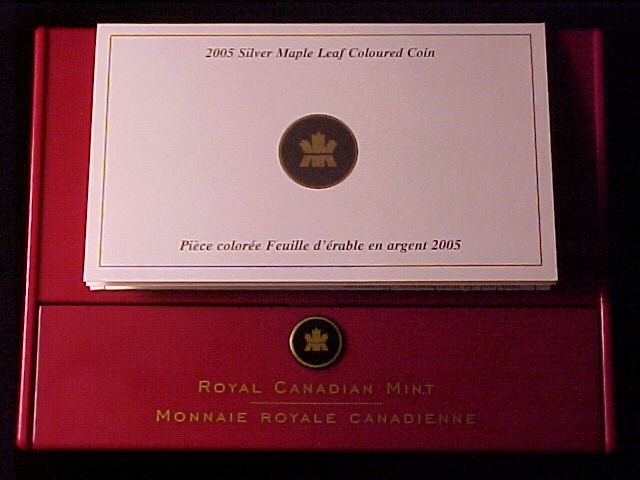 2005 Silver Maple Leaf Coloured Coin
Pièce colorée Feuille d'érable en argent 2005
ROYAL CANADIAN MINT
MONNAIE ROYALE CANADIENNE